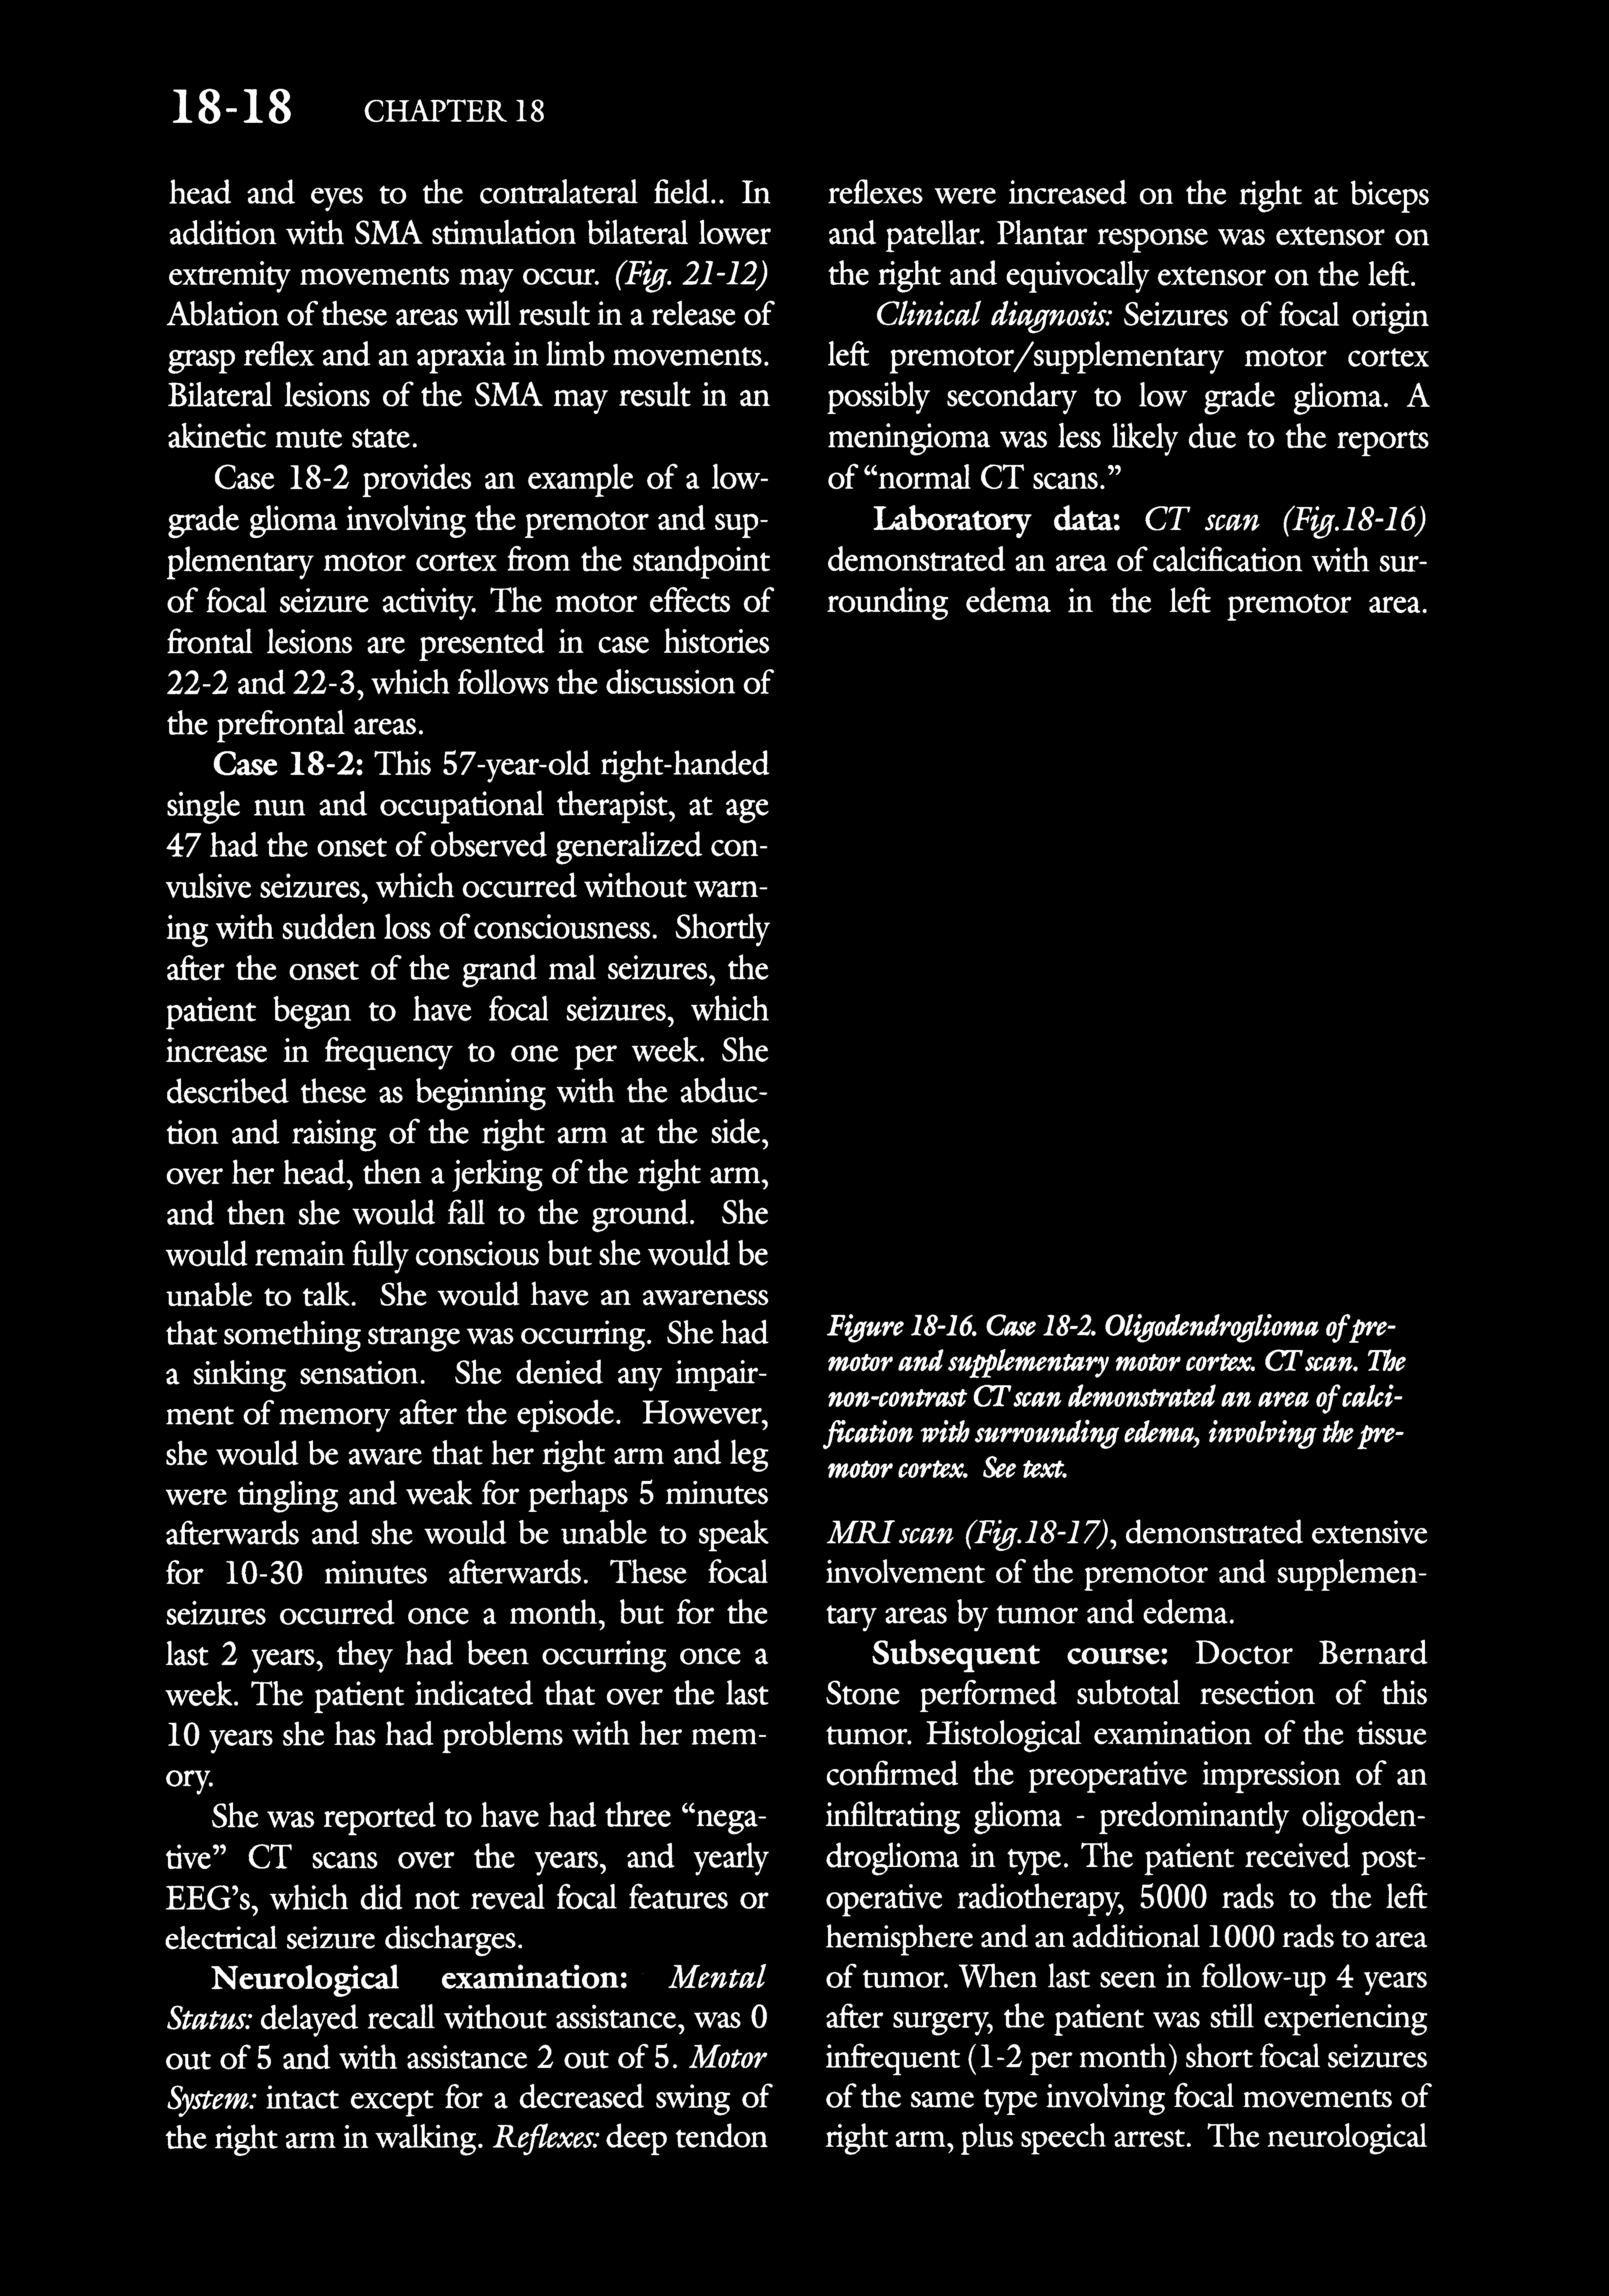 18-18 CHAPTER 18
head and eyes to the contralateral field.. In
addition with SMA stimulation bilateral lower
extremity movements may occur. (Fig. 21-12)
Ablation of these areas will result in a release of
grasp reflex and an apraxia in limb movements.
Bilateral lesions of the SMA may result in an
akinetic mute state.
Case 18-2 provides an example of a low-
grade glioma involving the premotor and sup-
plementary motor cortex from the standpoint
of focal seizure activity. The motor effects of
frontal lesions are presented in case histories
22-2 and 22-3, which follows the discussion of
the prefrontal areas.
Case 18-2: This 57-year-old right-handed
single nun and occupational therapist, at age
47 had the onset of observed generalized con-
vulsive seizures, which occurred without warn-
ing with sudden loss of consciousness. Shortly
after the onset of the grand mal seizures, the
patient began to have focal seizures, which
increase in frequency to one per week. She
described these as beginning with the abduc-
tion and raising of the right arm at the side,
over her head, then a jerking of the right arm,
and then she would fall to the ground. She
would remain fully conscious but she would be
unable to talk. She would have an awareness
that something strange was occurring. She had
a sinking sensation. She denied any impair-
ment of memory after the episode. However,
she would be aware that her right arm and leg
were tingling and weak for perhaps 5 minutes
afterwards and she would be unable to speak
for 10-30 minutes afterwards. These focal
seizures occurred once a month, but for the
last 2 years, they had been occurring once a
week. The patient indicated that over the last
10 years she has had problems with her mem-
ory.
She was reported to have had three “nega-
tive” CT scans over the years, and yearly
EEG’s, which did not reveal focal features or
electrical seizure discharges.
Neurological examination: Mental
Status: delayed recall without assistance, was 0
out of 5 and with assistance 2 out of 5. Motor
System: intact except for a decreased swing of
the right arm in walking. Reflexes: deep tendon
reflexes were increased on the right at biceps
and patellar. Plantar response was extensor on
the right and equivocally extensor on the left.
Clinical diagnosis: Seizures of focal origin
left premotor/supplementary motor cortex
possibly secondary to low grade glioma. A
meningioma was less likely due to the reports
of “normal CT scans.”
Laboratory data: CT scan (Fig.18-16)
demonstrated an area of calcification with sur-
rounding edema in the left premotor area.
Figure 18-16. Case 18-2. Oligodendroglioma of pre-
motor and supplementary motor cortex. CT scan. The
non-contrast CT scan demonstrated an area of calci-
fication with surrounding edema, involving the pre-
motor cortex. See text.
MRI scan (Fig.18-17), demonstrated extensive
involvement of the premotor and supplemen-
tary areas by tumor and edema.
Subsequent course: Doctor Bernard
Stone performed subtotal resection of this
tumor. Histological examination of the tissue
confirmed the preoperative impression of an
infiltrating glioma - predominantly oligoden-
droglioma in type. The patient received post-
operative radiotherapy, 5000 rads to the left
hemisphere and an additional 1000 rads to area
of tumor. When last seen in follow-up 4 years
after surgery, the patient was still experiencing
infrequent (1-2 per month) short focal seizures
of the same type involving focal movements of
right arm, plus speech arrest. The neurological